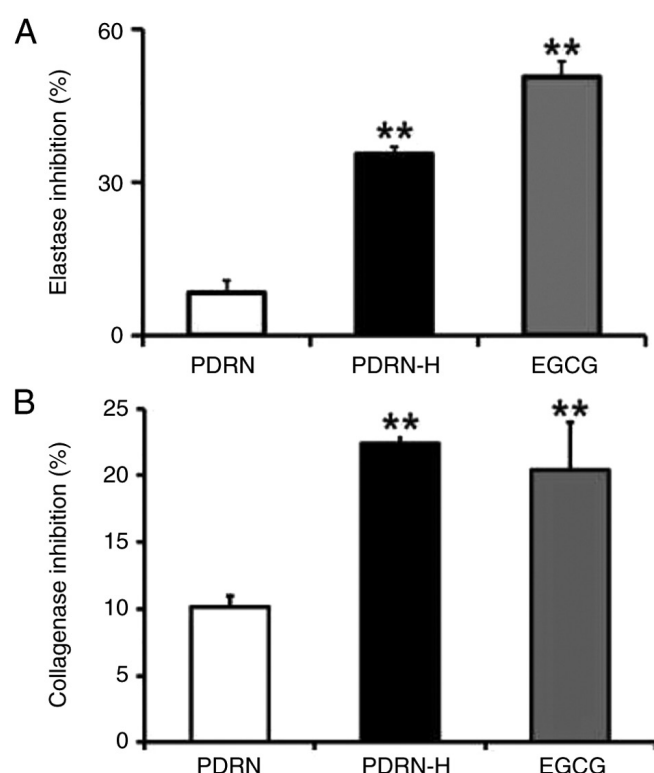 A
Elastase inhibition (%)
60
30
0
**
**
PDRN PDRN-H EGCG
B
Collagenase inhibition (%)
25
20
15
10
5
0
**
**
PDRN PDRN-H EGCG